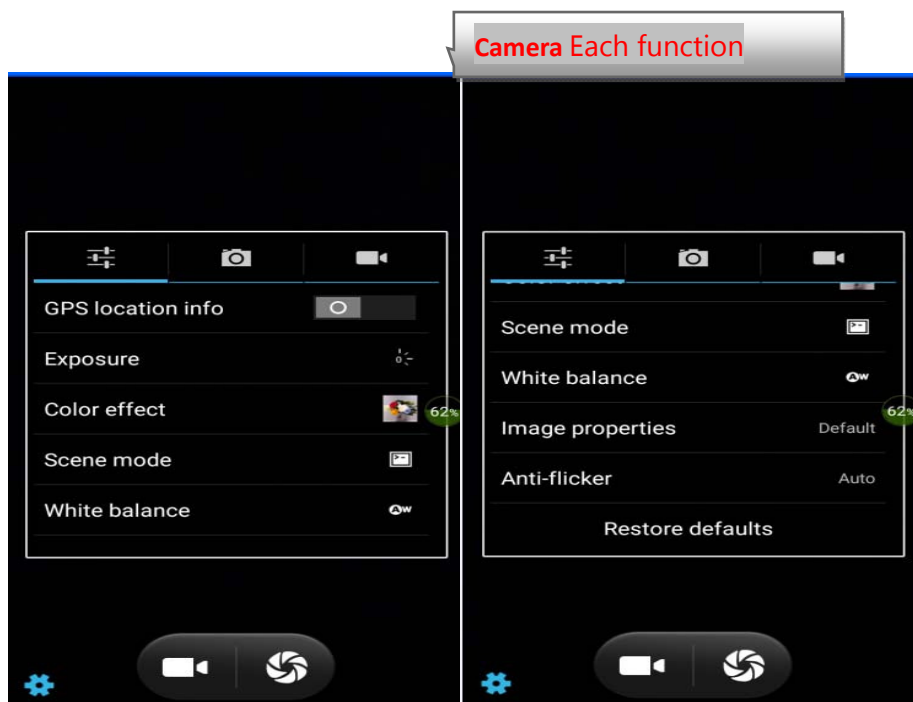 Camera Each function
GPS location info
Exposure
Color effect
62%
Scene mode
White balance
Scene mode
White balance
62%
Image properties Default
Anti-flicker Auto
Restore defaults